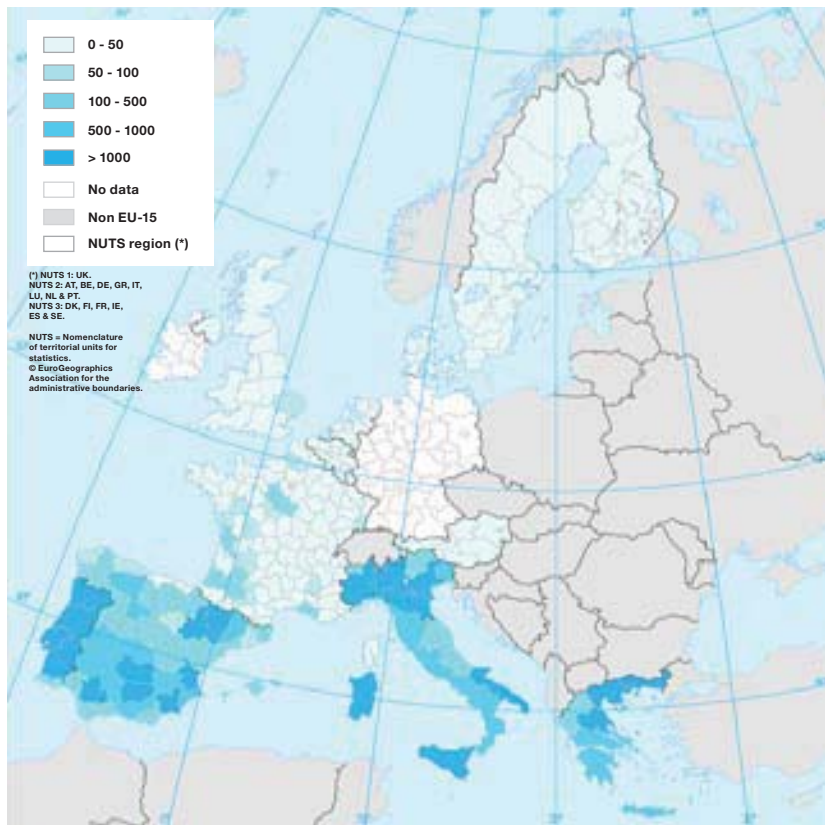 0 - 50
50 - 100
100 - 500
500 - 1000
> 1000
No data
Non EU-15
NUTS region (*)
(*) NUTS 1: UK.
NUTS 2: AT, BE, DE, GR, IT,
LU, NL & PT.
NUTS 3: DK, FI, FR, IE,
ES & SE.
NUTS = Nomenclature
of territorial units for
statistics.
© EuroGeographics
Association for the
administrative boundaries.